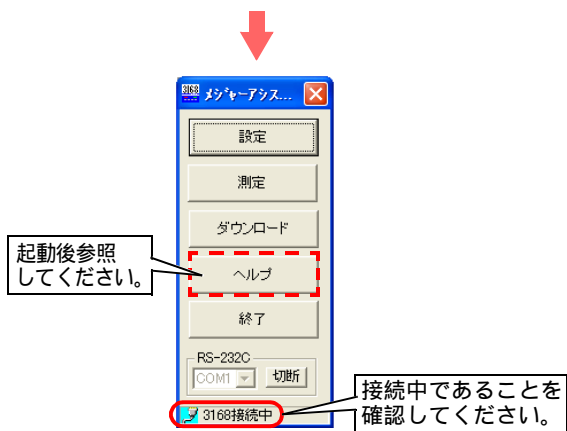 3168 メジャーアシス...
設定
測定
ダウンロード
起動後参照
してください。
ヘルプ
終了
RS-232C
COM1 切断
3168接続中
接続中であることを
確認してください。